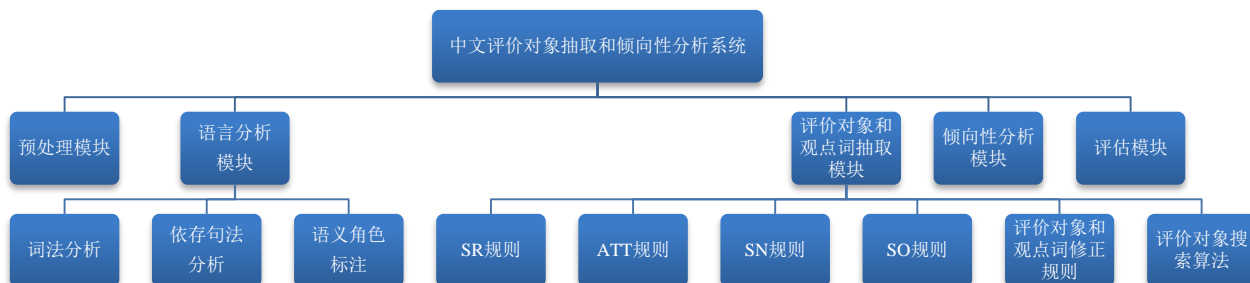 中文评价对象抽取和倾向性分析系统
预处理模块
语言分析
模块
评价对象和
观点词抽取
模块
倾向性分析
模块
评估模块
词法分析
依存句法
分析
语义角色
标注
SR规则
ATT规则
SN规则
SO规则
评价对象和
观点词修正
规则
评价对象搜
索算法